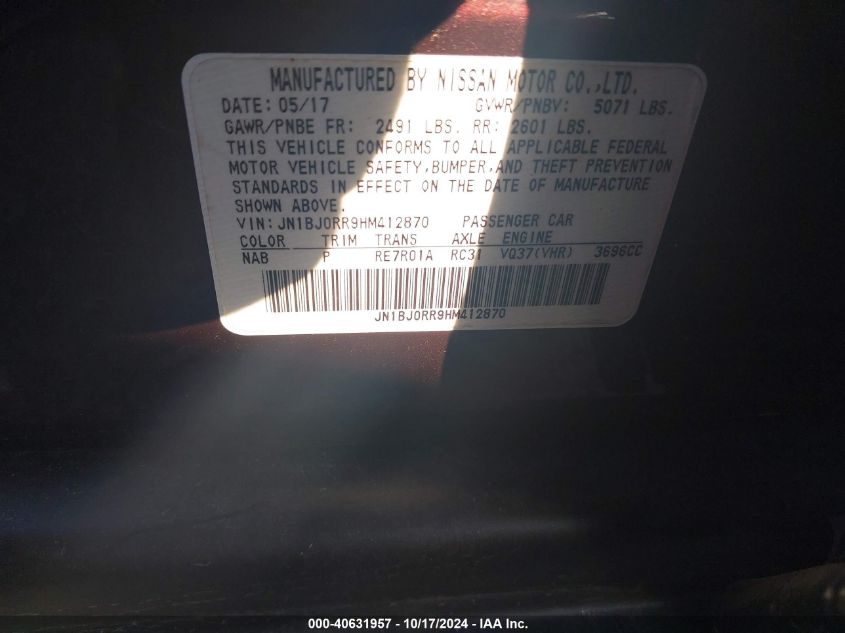 MANUFACTURED BY NISSAN MOTOR CO.,LTD.
DATE: 05/17 GVWR/PNBV: 5071 LBS.
GAWR/PNBE FR: 2491 LBS. RR: 2601 LBS.
THIS VEHICLE CONFORMS TO ALL APPLICABLE FEDERAL
MOTOR VEHICLE SAFETY,BUMPER,AND THEFT PREVENTION
STANDARDS IN EFFECT ON THE DATE OF MANUFACTURE
SHOWN ABOVE.
VIN: JN1BJ0RR9HM412870 PASSENGER CAR
COLOR TRIM TRANS AXLE ENGINE
NAB P RE7R01A RC31 VQ37(VHR) 3696CC
JN1BJ0RR9HM412870
000-40631957 - 10/17/2024 - IAA Inc.